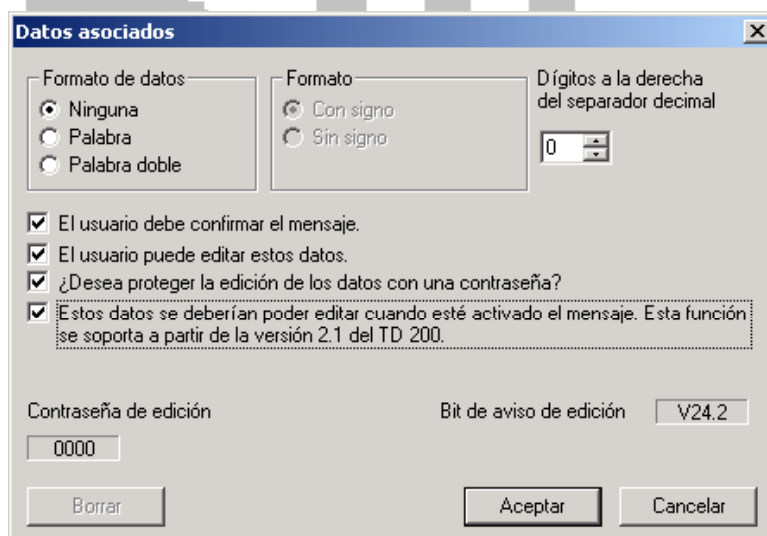 Datos asociados
Formato de datos
Ninguna
Palabra
Palabra doble
Formato
Con signo
Sin signo
Dígitos a la derecha
del separador decimal
0
El usuario debe confirmar el mensaje.
El usuario puede editar estos datos.
¿Desea proteger la edición de los datos con una contraseña?
Estos datos se deberían poder editar cuando esté activado el mensaje. Esta función
se soporta a partir de la versión 2.1 del TD 200.
Contraseña de edición
0000
Bit de aviso de edición
V24.2
Borrar
Aceptar
Cancelar